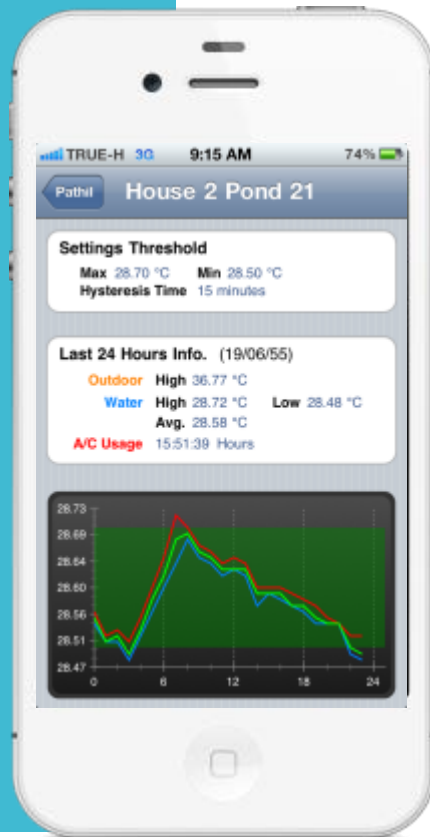 TRUE-H 3G 9:15 AM 74%
Pathil House 2 Pond 21
Settings Threshold
Max 28.70 °C Min 28.50 °C
Hysteresis Time 15 minutes
Last 24 Hours Info. (19/06/55)
Outdoor High 36.77 °C
Water High 28.72 °C Low 28.48 °C
Avg. 28.58 °C
A/C Usage 15:51:39 Hours
28.73
28.69
28.64
28.60
28.56
28.51
28.47
0 6 12 18 24